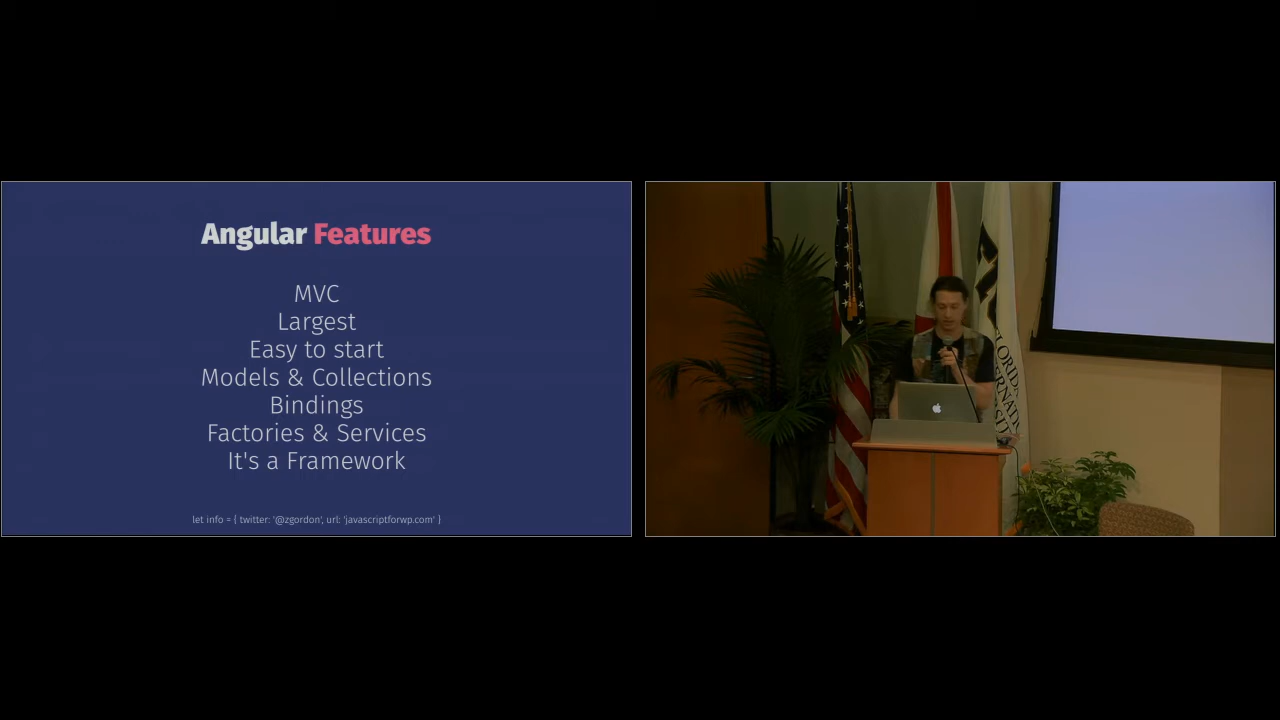 Angular Features
MVC
Largest
Easy to start
Models & Collections
Bindings
Factories & Services
It's a Framework
let info = { twitter: '@zgordon', url: 'javascriptforwp.com' }
FLORIDA